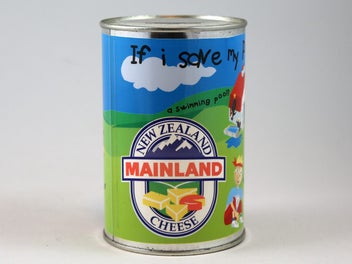 If i save my
a swimming pool
NEW ZEALAND
MAINLAND
CHEESE